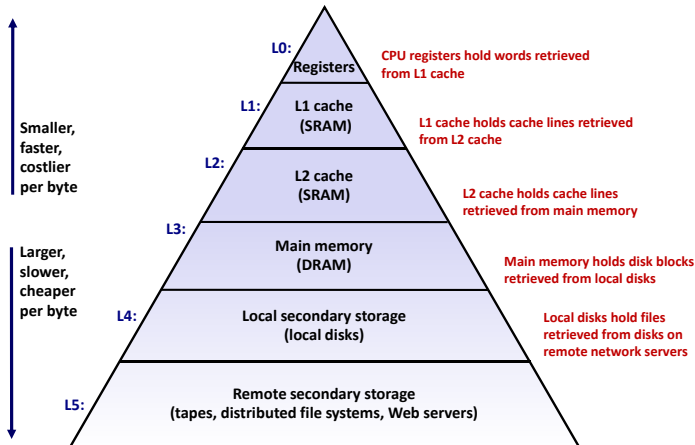 L0:
Registers
CPU registers hold words retrieved
from L1 cache
L1:
L1 cache
(SRAM)
L1 cache holds cache lines retrieved
from L2 cache
Smaller,
faster,
costlier
per byte
L2:
L2 cache
(SRAM)
L2 cache holds cache lines
retrieved from main memory
L3:
Main memory
(DRAM)
Main memory holds disk blocks
retrieved from local disks
Larger,
slower,
cheaper
per byte
L4:
Local secondary storage
(local disks)
Local disks hold files
retrieved from disks on
remote network servers
L5:
Remote secondary storage
(tapes, distributed file systems, Web servers)